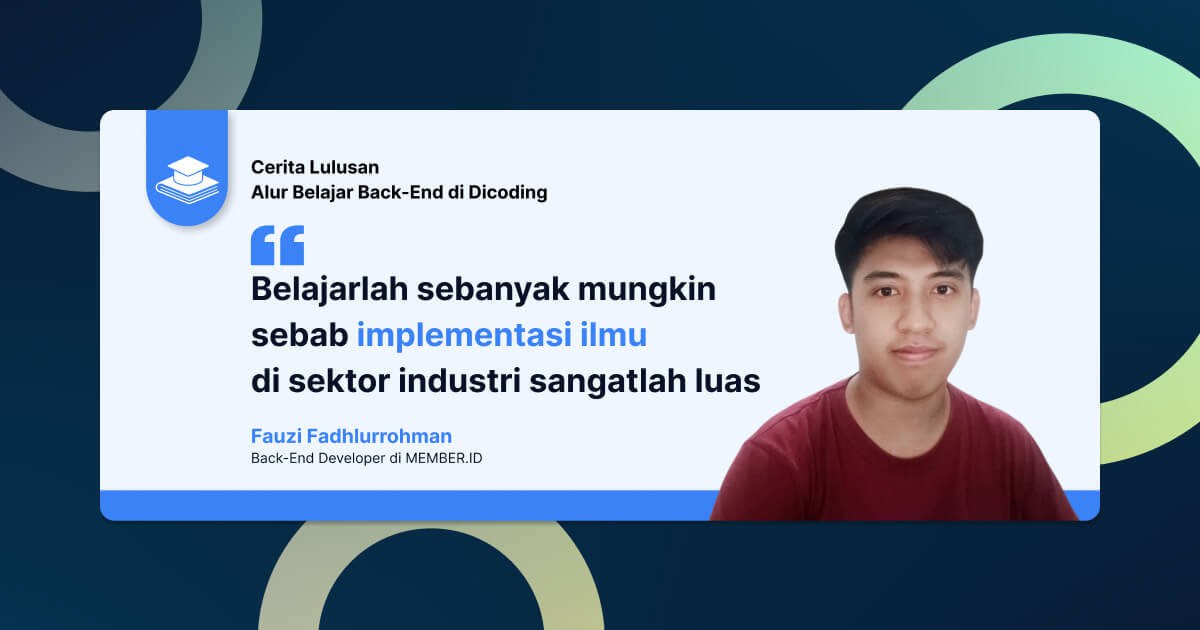 Cerita Lulusan
Alur Belajar Back-End di Dicoding
Belajarlah sebanyak mungkin
sebab implementasi ilmu
di sektor industri sangatlah luas
Fauzi Fadhlurrohman
Back-End Developer di MEMBER.ID